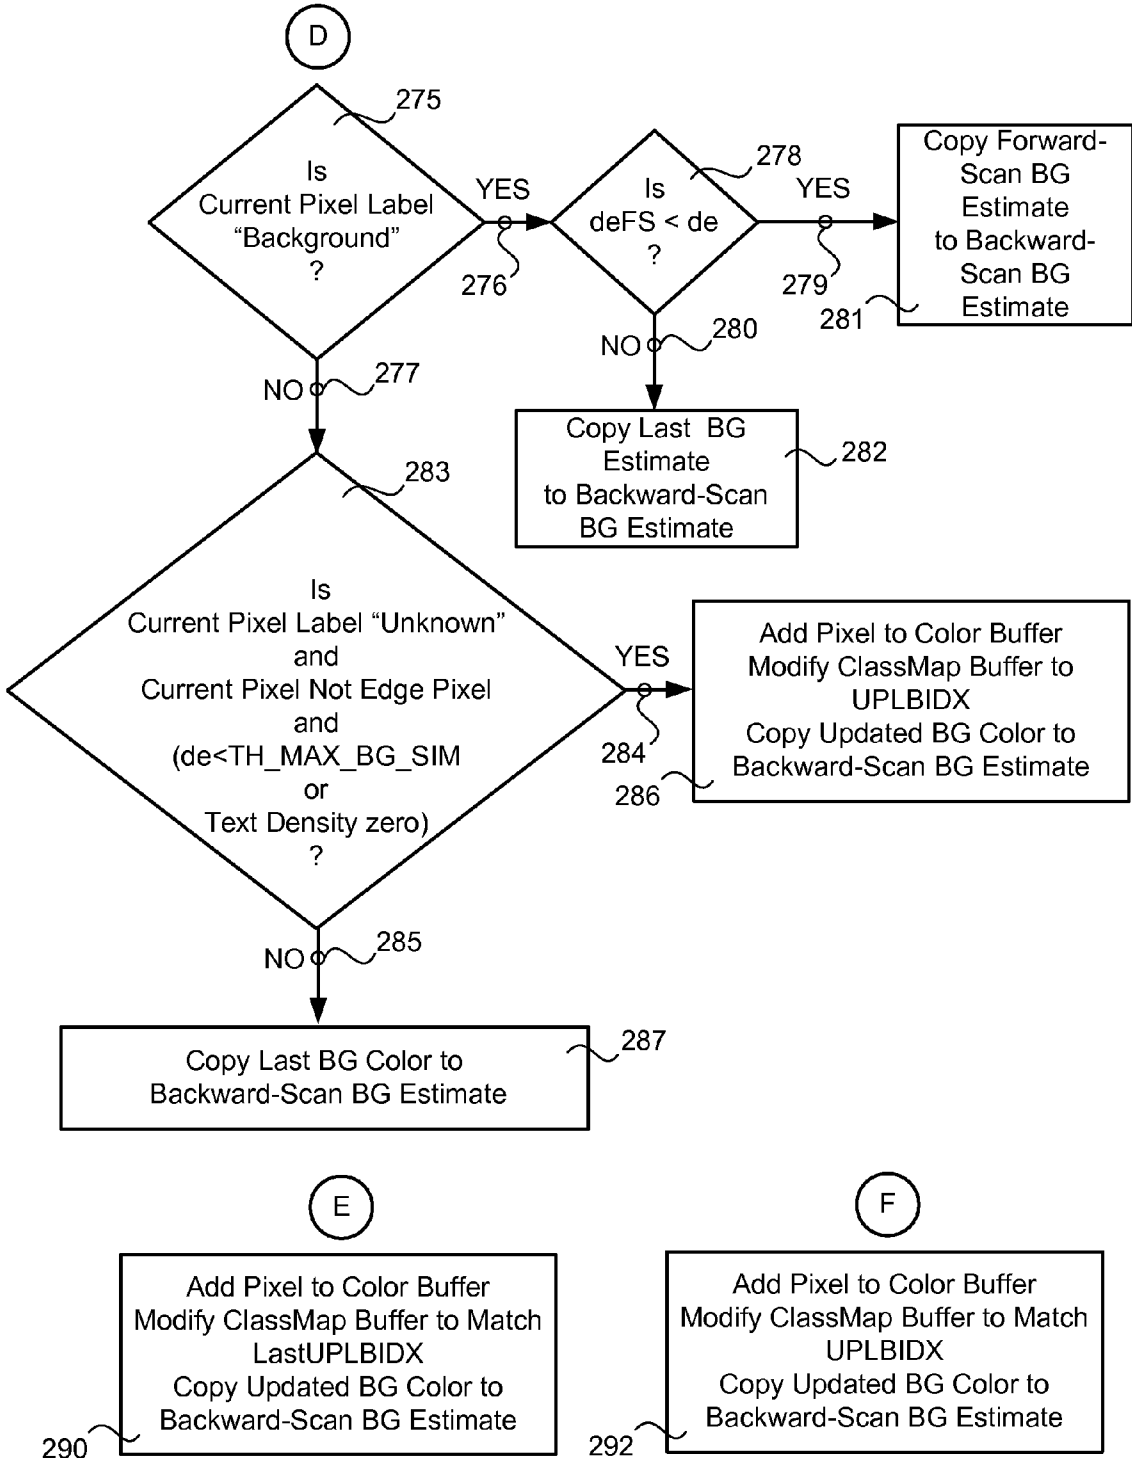 D
275
Is
Current Pixel Label
“Background”
?
YES
276
278
Is
deFS < de
?
YES
279
Copy Forward-
Scan BG
Estimate
to Backward-
Scan BG
Estimate
281
NO
280
NO
277
Copy Last BG
Estimate
to Backward-Scan
BG Estimate
282
283
Is
Current Pixel Label “Unknown”
and
Current Pixel Not Edge Pixel
and
(de<TH_MAX_BG_SIM
or
Text Density zero)
?
YES
284
Add Pixel to Color Buffer
Modify ClassMap Buffer to
UPLBIDX
Copy Updated BG Color to
Backward-Scan BG Estimate
286
NO
285
Copy Last BG Color to
Backward-Scan BG Estimate
287
E
Add Pixel to Color Buffer
Modify ClassMap Buffer to Match
LastUPLBIDX
Copy Updated BG Color to
Backward-Scan BG Estimate
290
F
Add Pixel to Color Buffer
Modify ClassMap Buffer to Match
UPLBIDX
Copy Updated BG Color to
Backward-Scan BG Estimate
292